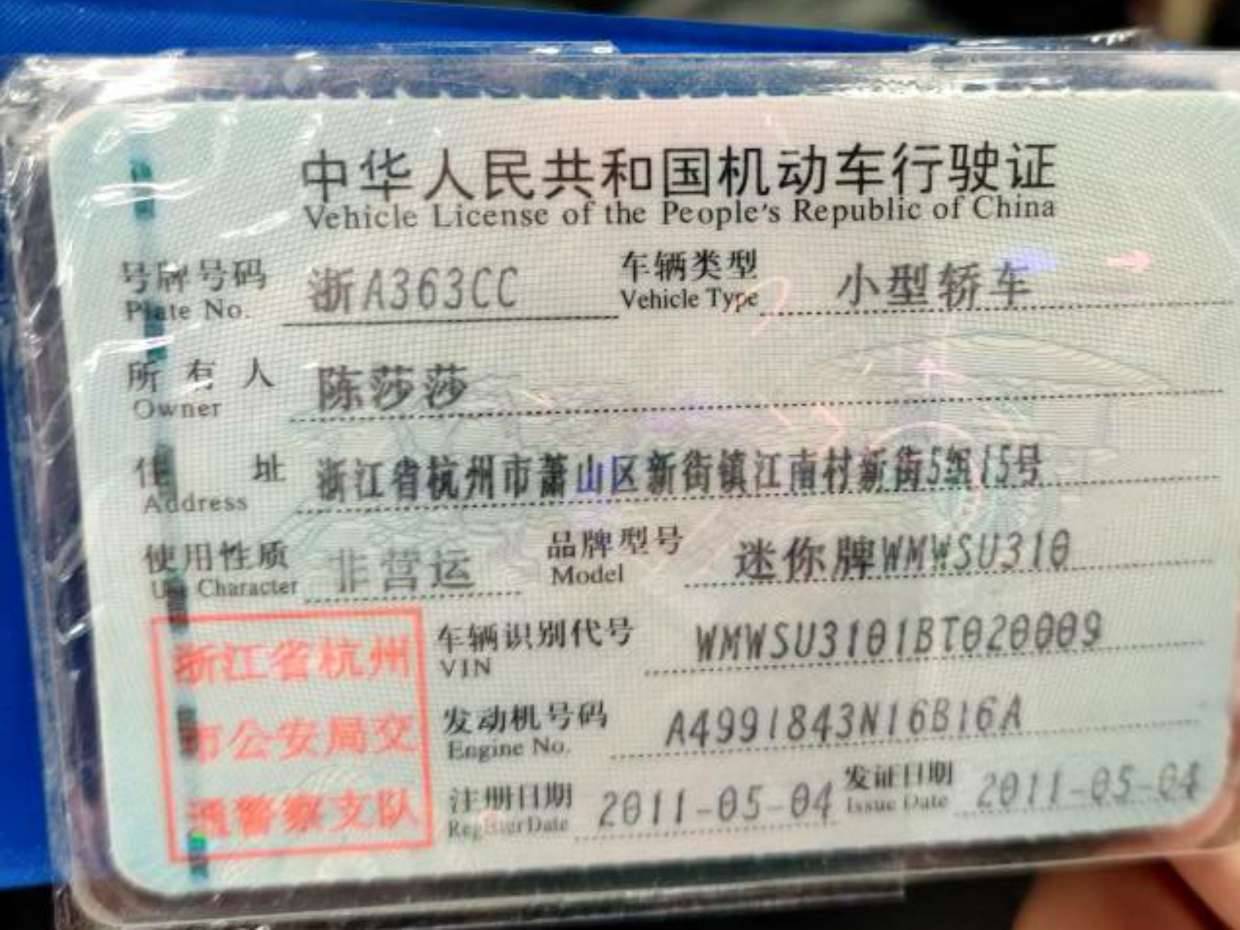 中华人民共和国机动车行驶证
Vehicle License of the People's Republic of China
号牌号码 浙A363CC 车辆类型 小型轿车
Plate No. Vehicle Type
所有人 陈莎莎
Owner
住址 浙江省杭州市萧山区新街镇江南村新街5组15号
Address
使用性质 非营运 品牌型号 迷你牌WMWSU310
Use Character Model
浙江省杭州
市公安局交
通警察支队
车辆识别代号 WMWSU3101BT020009
VIN
发动机号码 A4991843N16B16A
Engine No.
注册日期 2011-05-04 发证日期 2011-05-04
Register Date Issue Date